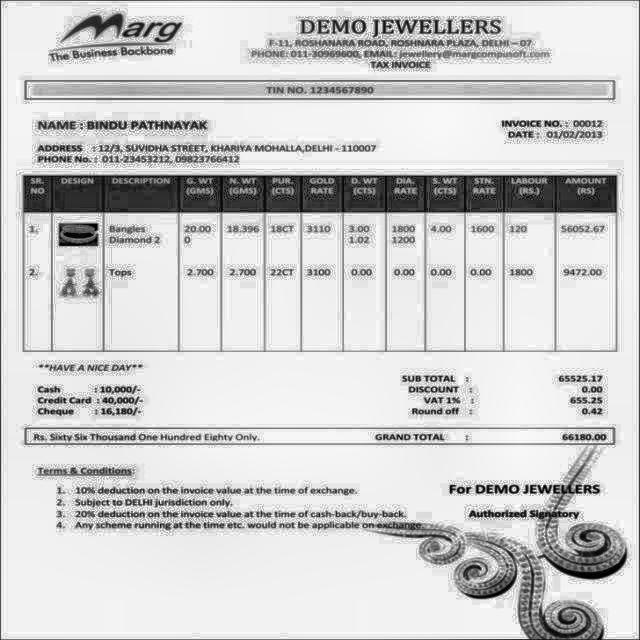 Marg
The Business Backbone
DEMO JEWELLERS
F-11, ROSHANARA ROAD, ROSHNARA PLAZA, DELHI – 07
PHONE: 011-30969600, EMAIL: jewellery@margcompusoft.com
TAX INVOICE
TIN NO. 1234567890
NAME : BINDU PATHNAYAK
INVOICE NO. : 00012
DATE : 01/02/2013
ADDRESS : 12/3, SUVIDHA STREET, KHARIYA MOHALLA,DELHI - 110007
PHONE No. : 011-23453212, 09823766412
SR. NO DESIGN DESCRIPTION G. WT (GMS) N. WT (GMS) PUR. (CTS) GOLD RATE D. WT (CTS) DIA. RATE S. WT (CTS) STN. RATE LABOUR (RS.) AMOUNT (RS)
1. Bangles 20.00 18.396 18CT 3110 3.00 1800 4.00 1600 120 56052.67
Diamond 2 0 1.02 1200
2. Tops 2.700 2.700 22CT 3100 0.00 0.00 0.00 0.00 1800 9472.00
**HAVE A NICE DAY**
Cash : 10,000/-
Credit Card : 40,000/-
Cheque : 16,180/-
SUB TOTAL : 65525.17
DISCOUNT : 0.00
VAT 1% : 655.25
Round off : 0.42
Rs. Sixty Six Thousand One Hundred Eighty Only. GRAND TOTAL : 66180.00
Terms & Conditions:
1. 10% deduction on the invoice value at the time of exchange.
2. Subject to DELHI jurisdiction only.
3. 20% deduction on the invoice value at the time of cash-back/buy-back.
4. Any scheme running at the time etc. would not be applicable on exchange.
For DEMO JEWELLERS
Authorized Signatory